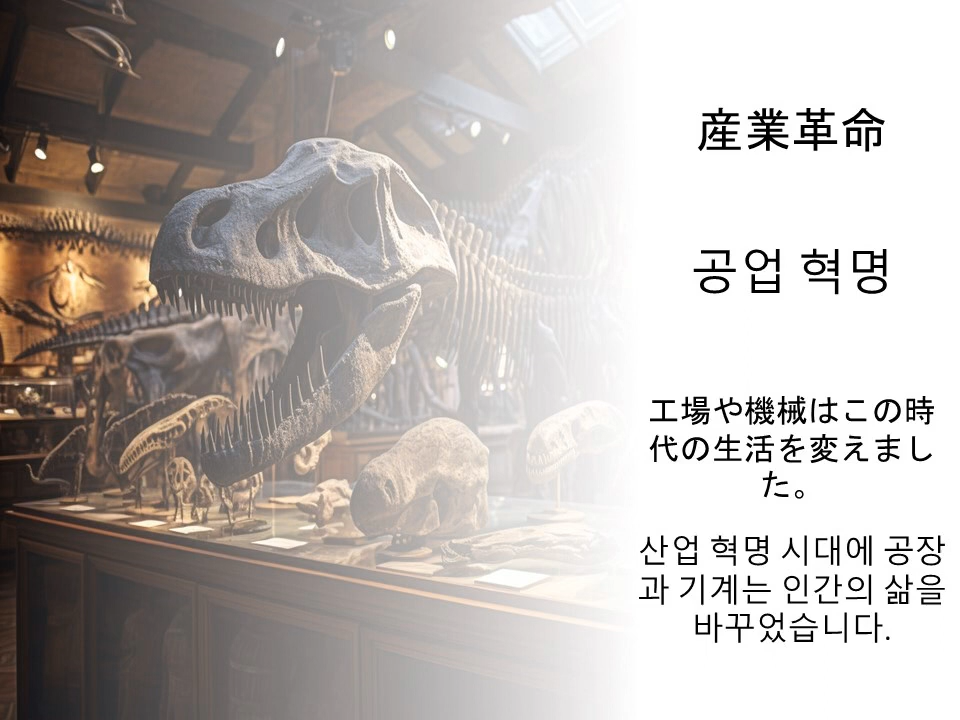 産業革命
공업 혁명
工場や機械はこの時
代の生活を変えまし
た。
산업 혁명 시대에 공장
과 기계는 인간의 삶을
바꾸었습니다.